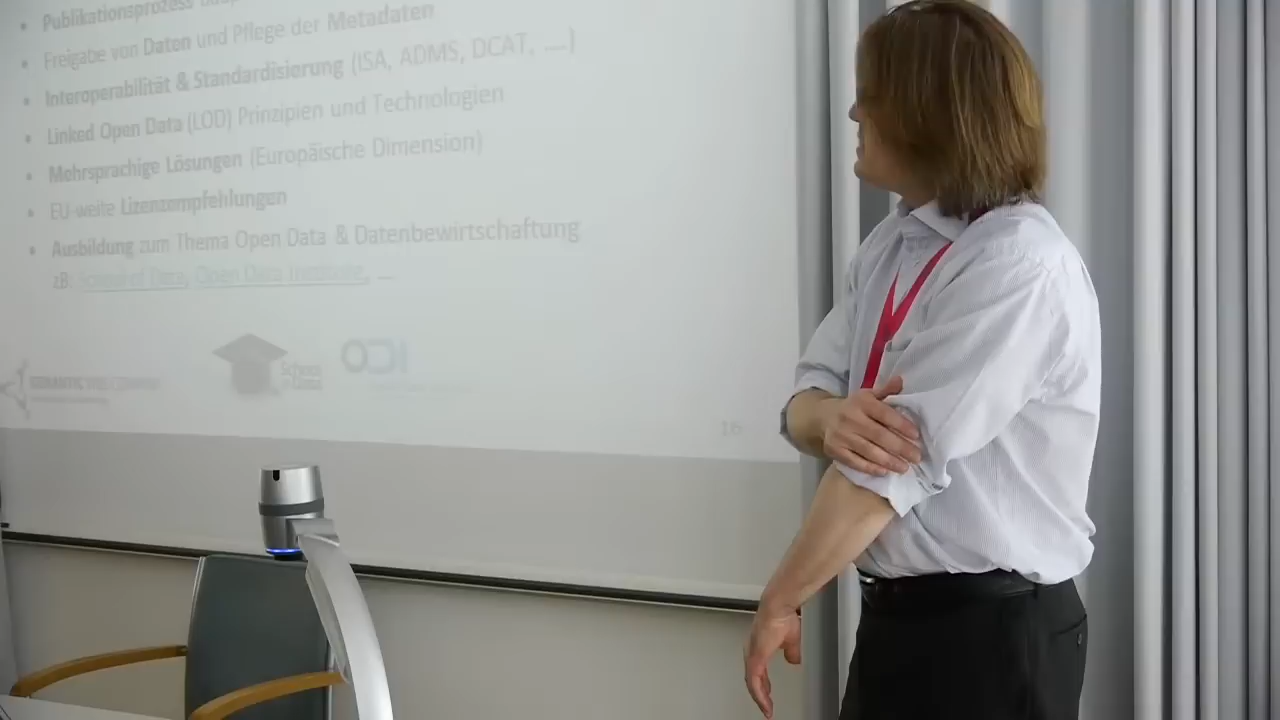 Publikationsprozess
Freigabe von Daten und Pflege der Metadaten
Interoperabilität & Standardisierung (ISA, ADMS, DCAT, ....)
Linked Open Data (LOD) Prinzipien und Technologien
Mehrsprachige Lösungen (Europäische Dimension)
EU-weite Lizenzempfehlungen
Ausbildung zum Thema Open Data & Datenbewirtschaftung
zB. School of Data, Open Data Institute, ...
SEMANTIC WEB COMPANY
School
of Data
16